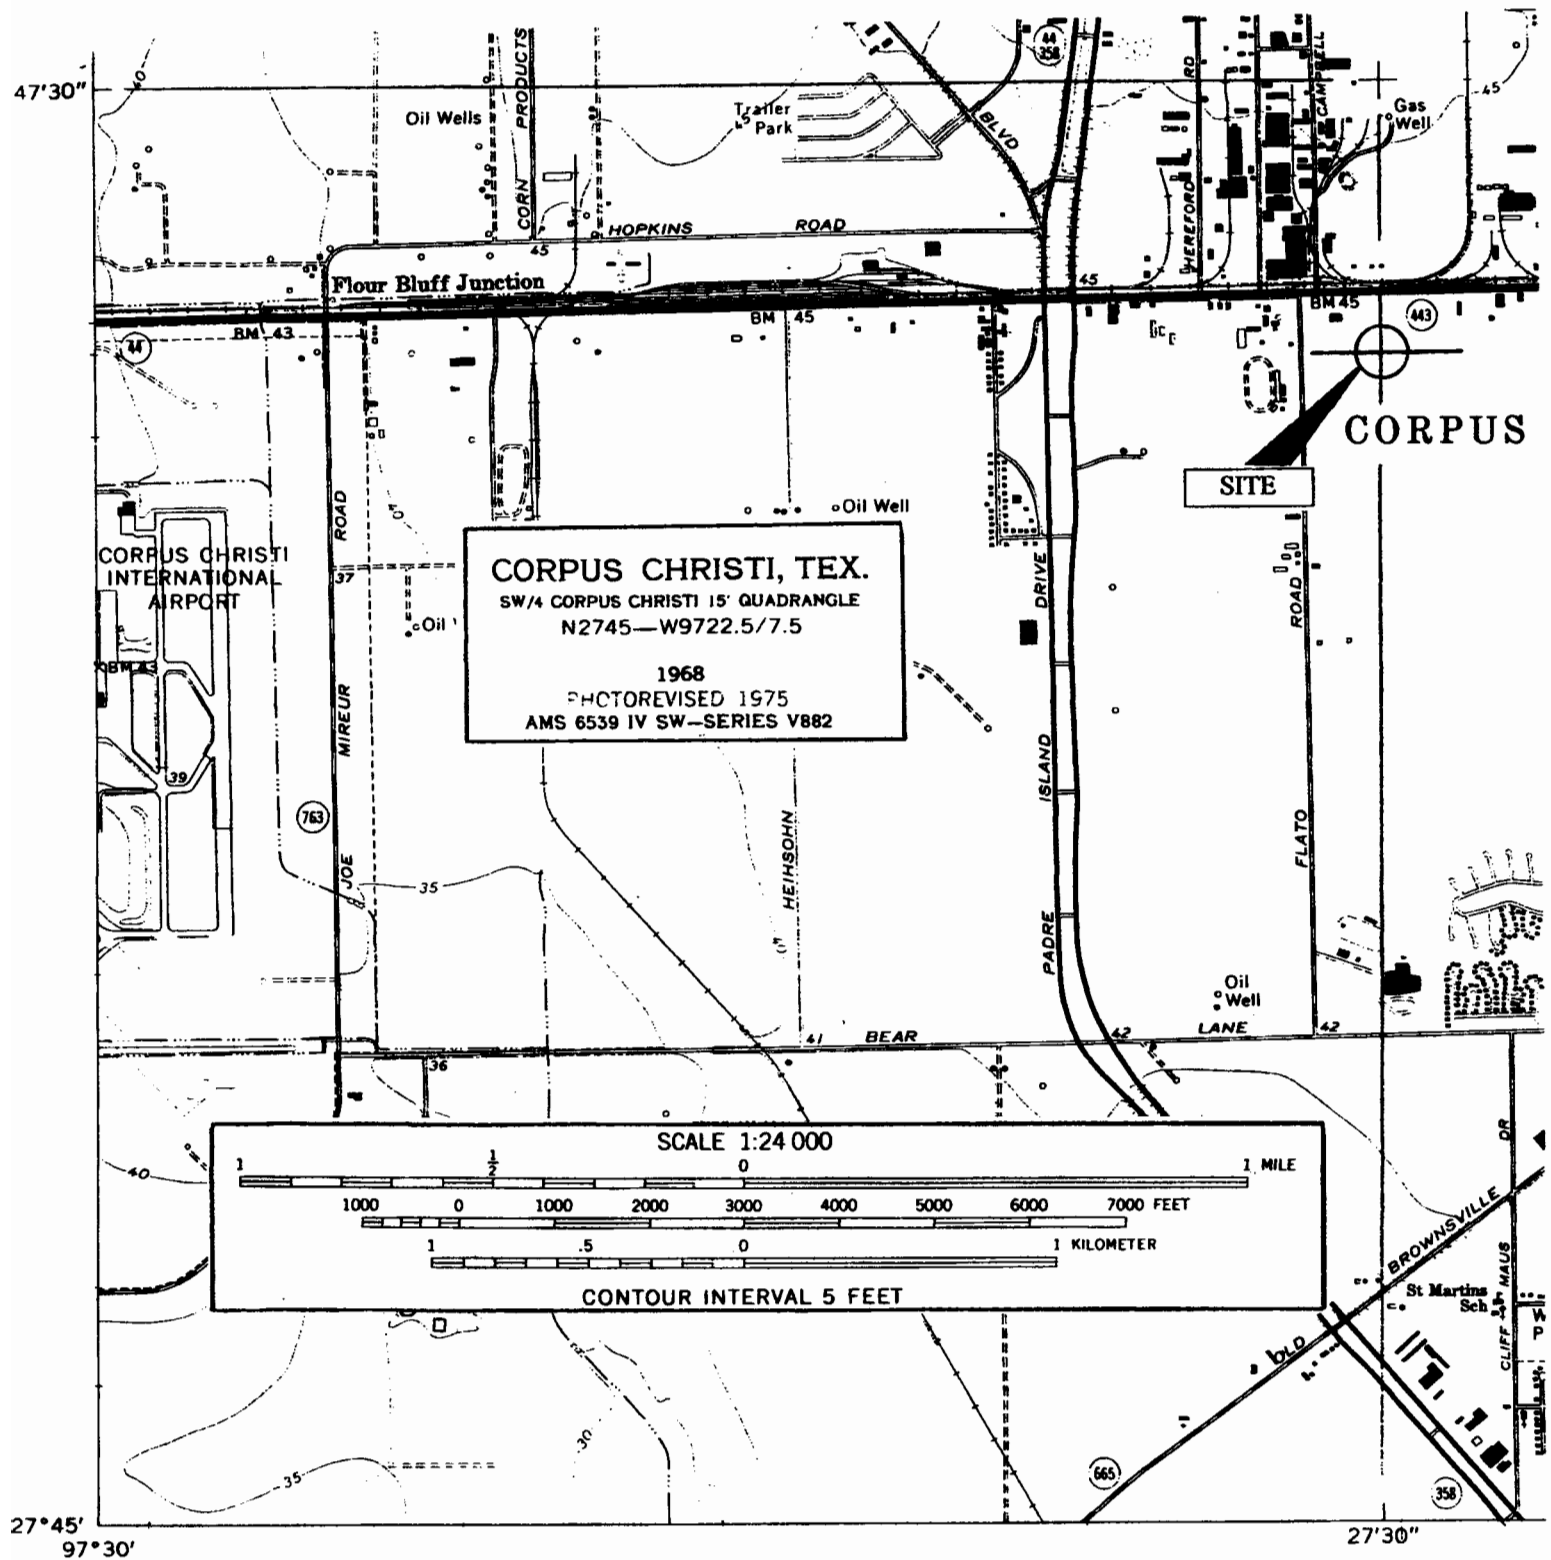 44
358
40
47'30"
Oil Wells
CORN PRODUCTS
Trailer
Park
45
BLVD
HEREFORD RD
CAMPBELL
45
Gas
Well
HOPKINS ROAD
45
Flour Bluff Junction
45
BM 43
BM 45
BM 45
443
44
CORPUS
SITE
ROAD
Oil Well
CORPUS CHRISTI
INTERNATIONAL
AIRPORT
37
CORPUS CHRISTI, TEX.
SW/4 CORPUS CHRISTI 15' QUADRANGLE
N2745—W9722.5/7.5
1968
PHOTOREVISED 1975
AMS 6539 IV SW—SERIES V882
DRIVE
ROAD
Oil
BM 43
MIREUR
39
ISLAND
763
JOE
35
HEIHSOHN
FLATO
PADRE
Oil
Well
41
BEAR
42
LANE
42
36
SCALE 1:24 000
1 1/2 0 1 MILE
1000 0 1000 2000 3000 4000 5000 6000 7000 FEET
1 .5 0 1 KILOMETER
CONTOUR INTERVAL 5 FEET
40
DR
BROWNSVILLE
MAUS
St Martins
Sch
P
CLIFF
OLD
30
35
665
358
27°45'
97°30'
27'30"